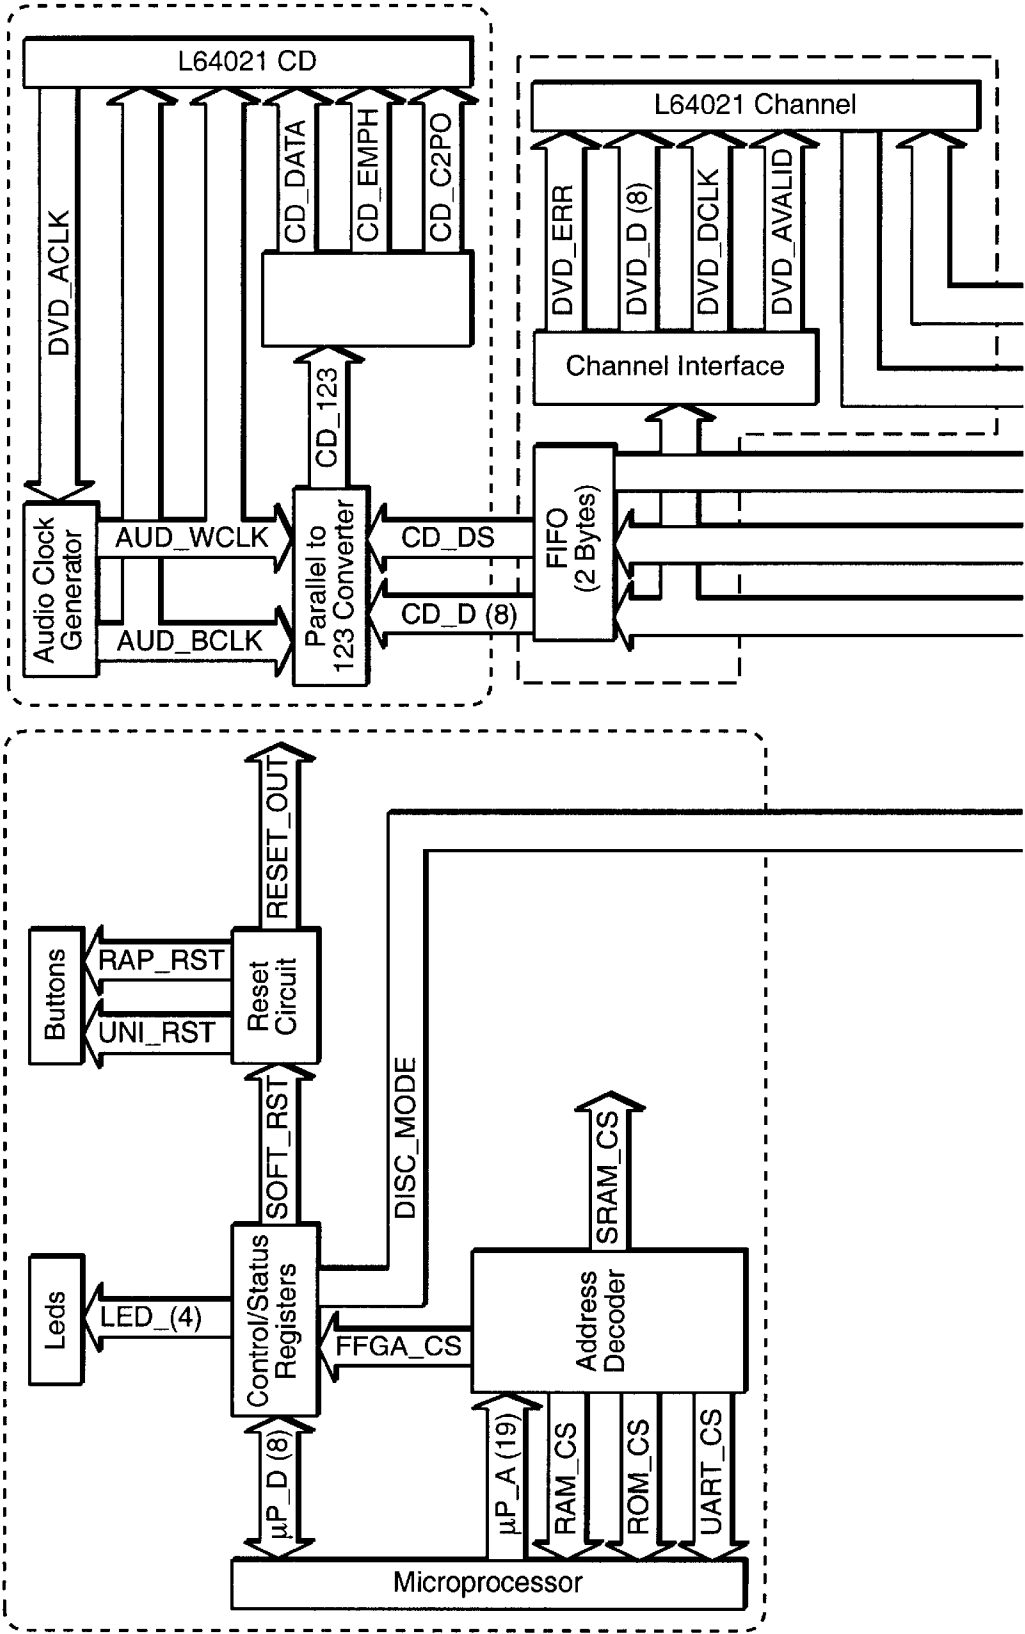 L64021 CD
L64021 Channel
DVD_ACLK
CD_DATA
CD_EMPH
CD_C2PO
DVD_ERR
DVD_D (8)
DVD_DCLK
DVD_AVALID
Channel Interface
CD_123
Audio Clock
Generator
AUD_WCLK
AUD_BCLK
Parallel to
123 Converter
CD_DS
CD_D (8)
FIFO
(2 Bytes)
RESET_OUT
Buttons
RAP_RST
UNI_RST
Reset
Circuit
SOFT_RST
DISC_MODE
SRAM_CS
Leds
LED_(4)
Control/Status
Registers
FFGA_CS
Address
Decoder
µP_D (8)
µP_A (19)
RAM_CS
ROM_CS
UART_CS
Microprocessor